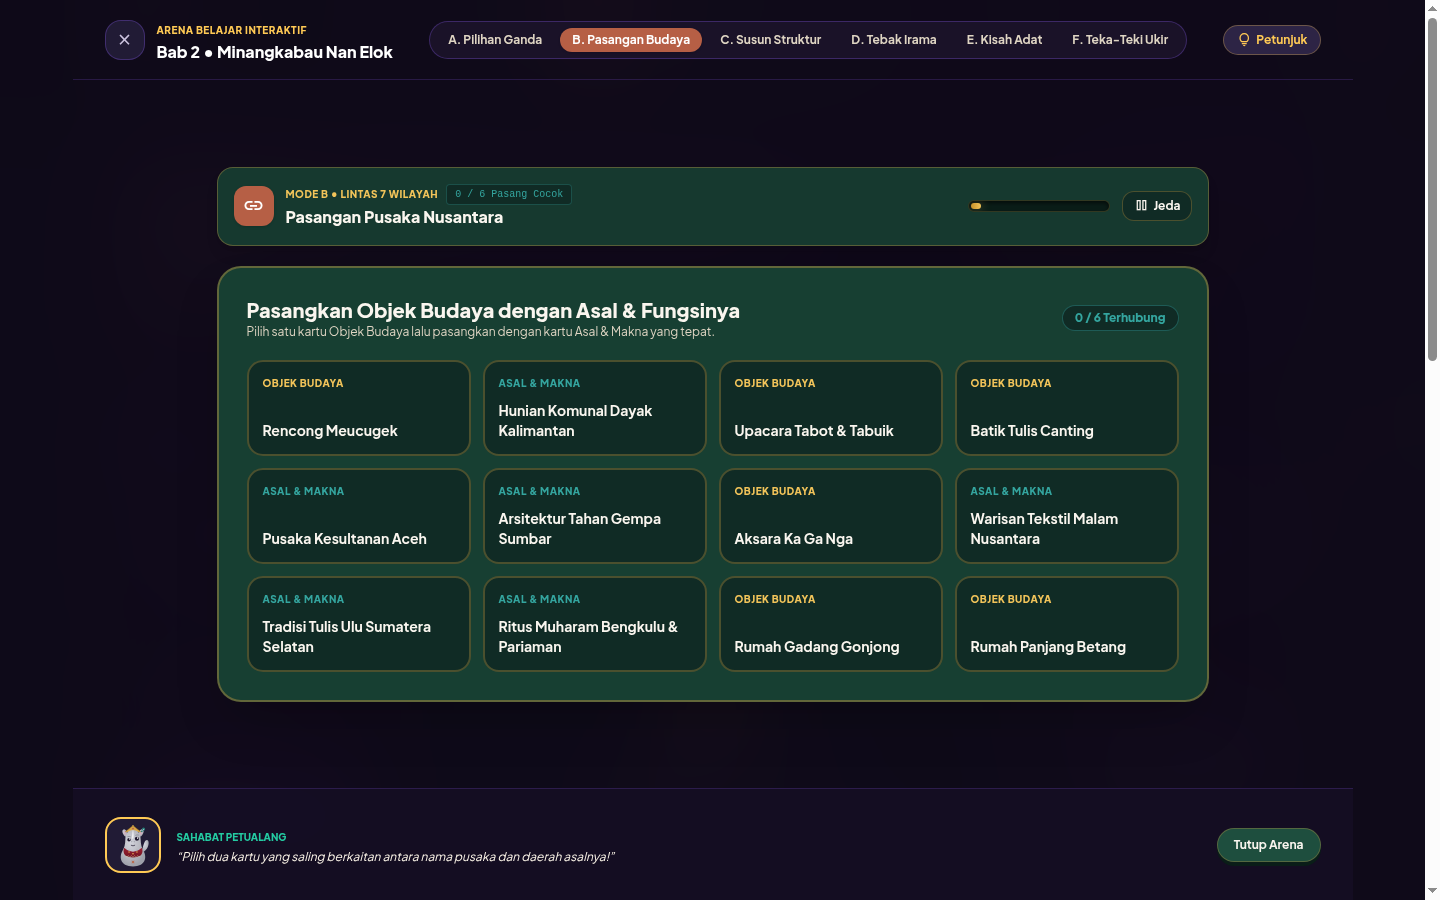 ARENA BELAJAR INTERAKTIF
Bab 2 • Minangkabau Nan Elok
A. Pilihan Ganda
B. Pasangan Budaya
C. Susun Struktur
D. Tebak Irama
E. Kisah Adat
F. Teka-Teki Ukir
Petunjuk
MODE B • LINTAS 7 WILAYAH
0 / 6 Pasang Cocok
Pasangan Pusaka Nusantara
Jeda
Pasangkan Objek Budaya dengan Asal & Fungsinya
Pilih satu kartu Objek Budaya lalu pasangkan dengan kartu Asal & Makna yang tepat.
0 / 6 Terhubung
OBJEK BUDAYA
Rencong Meucugek
ASAL & MAKNA
Hunian Komunal Dayak
Kalimantan
OBJEK BUDAYA
Upacara Tabot & Tabuik
OBJEK BUDAYA
Batik Tulis Canting
ASAL & MAKNA
Pusaka Kesultanan Aceh
ASAL & MAKNA
Arsitektur Tahan Gempa
Sumbar
OBJEK BUDAYA
Aksara Ka Ga Nga
ASAL & MAKNA
Warisan Tekstil Malam
Nusantara
ASAL & MAKNA
Tradisi Tulis Ulu Sumatera
Selatan
ASAL & MAKNA
Ritus Muharam Bengkulu &
Pariaman
OBJEK BUDAYA
Rumah Gadang Gonjong
OBJEK BUDAYA
Rumah Panjang Betang
SAHABAT PETUALANG
"Pilih dua kartu yang saling berkaitan antara nama pusaka dan daerah asalnya!"
Tutup Arena